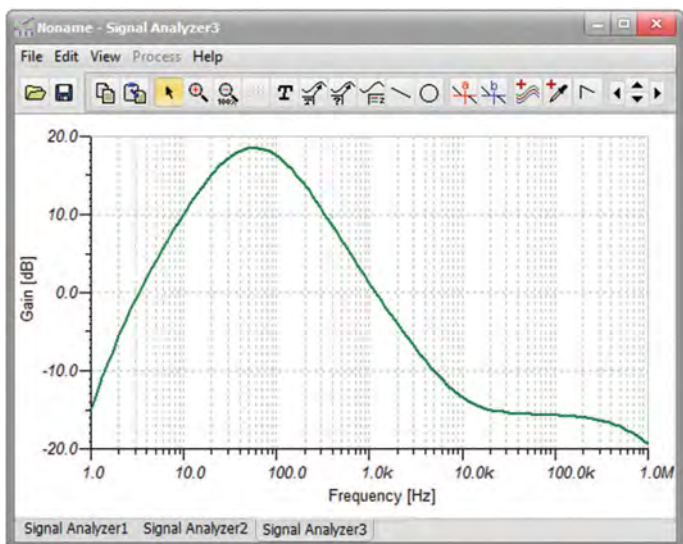 Noname - Signal Analyzer3
File Edit View Process Help
T
a
b
100%
20.0
10.0
0.0
-10.0
-20.0
Gain [dB]
1.0 10.0 100.0 1.0k 10.0k 100.0k 1.0M
Frequency [Hz]
Signal Analyzer1 Signal Analyzer2 Signal Analyzer3